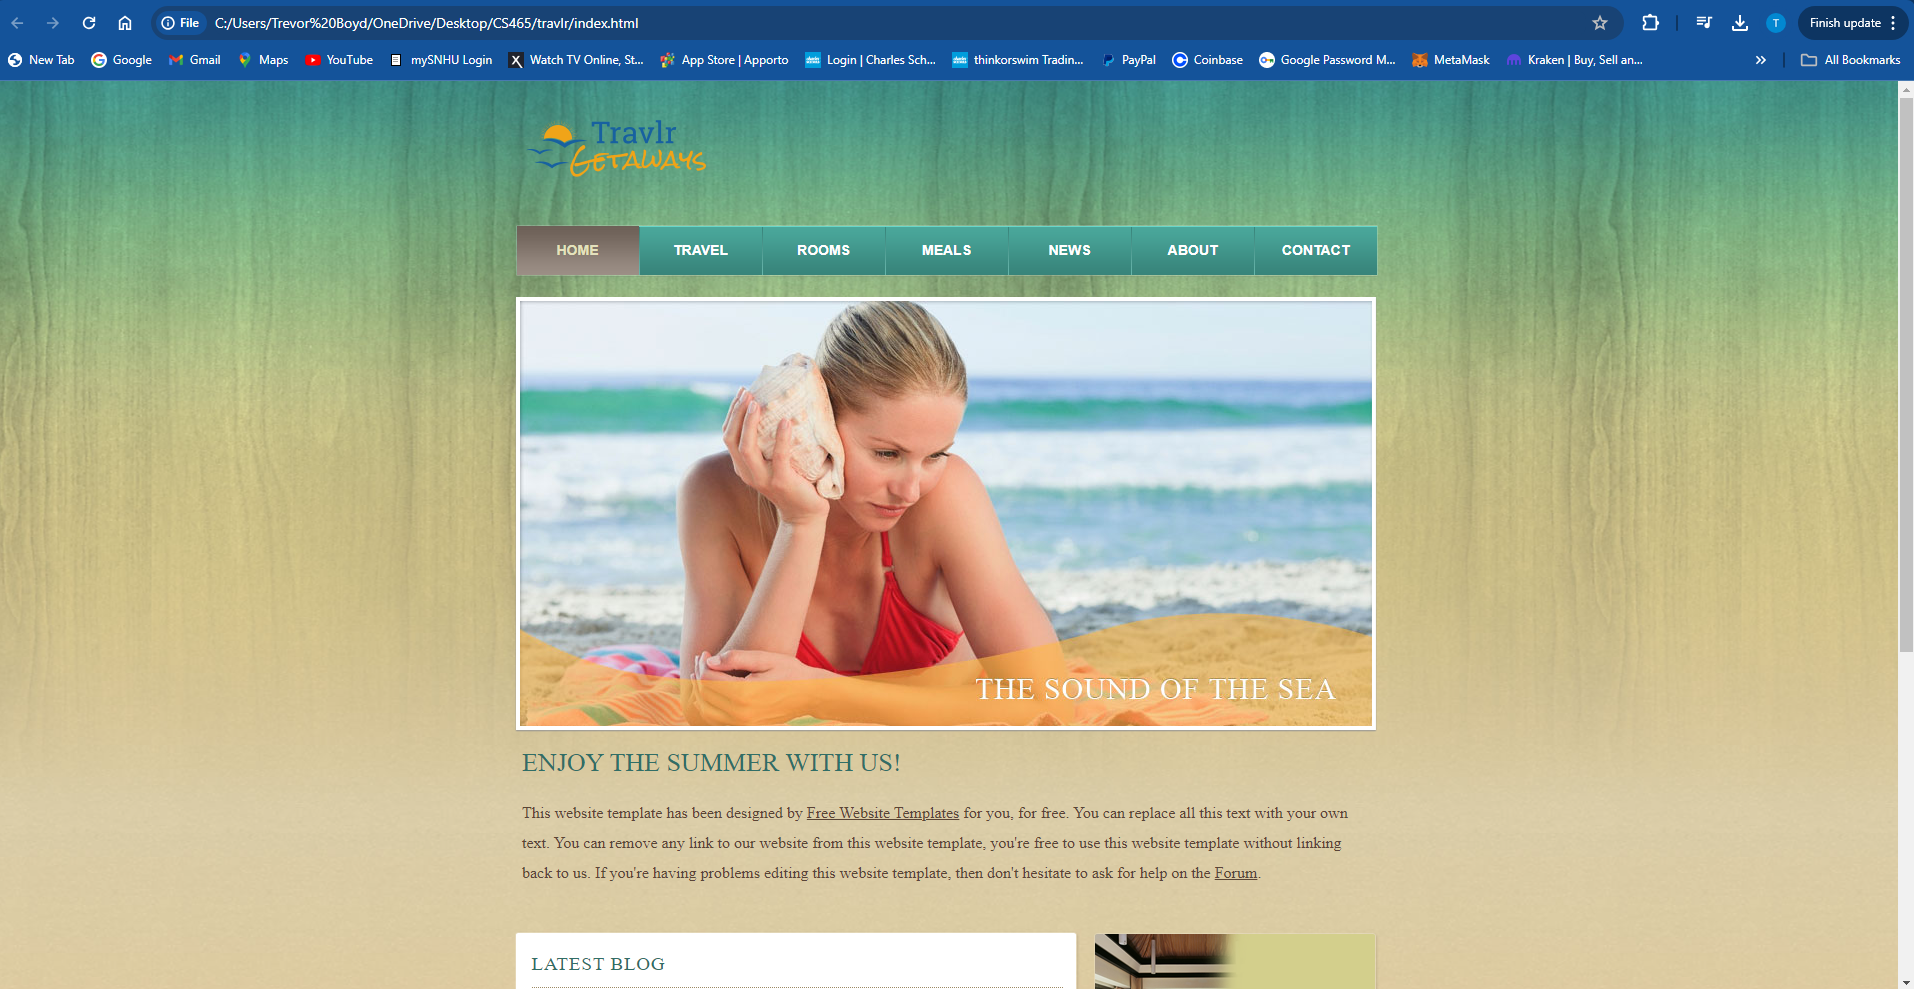 File C:/Users/Trevor%20Boyd/OneDrive/Desktop/CS465/travlr/index.html T Finish update
New Tab Google Gmail Maps YouTube mySNHU Login Watch TV Online, St... App Store | Apporto Login | Charles Sch... thinkorswim Tradin... PayPal Coinbase Google Password M... MetaMask Kraken | Buy, Sell an... » All Bookmarks
Travlr
Getaways
HOME TRAVEL ROOMS MEALS NEWS ABOUT CONTACT
THE SOUND OF THE SEA
ENJOY THE SUMMER WITH US!
This website template has been designed by Free Website Templates for you, for free. You can replace all this text with your own
text. You can remove any link to our website from this website template, you're free to use this website template without linking
back to us. If you're having problems editing this website template, then don't hesitate to ask for help on the Forum.
LATEST BLOG